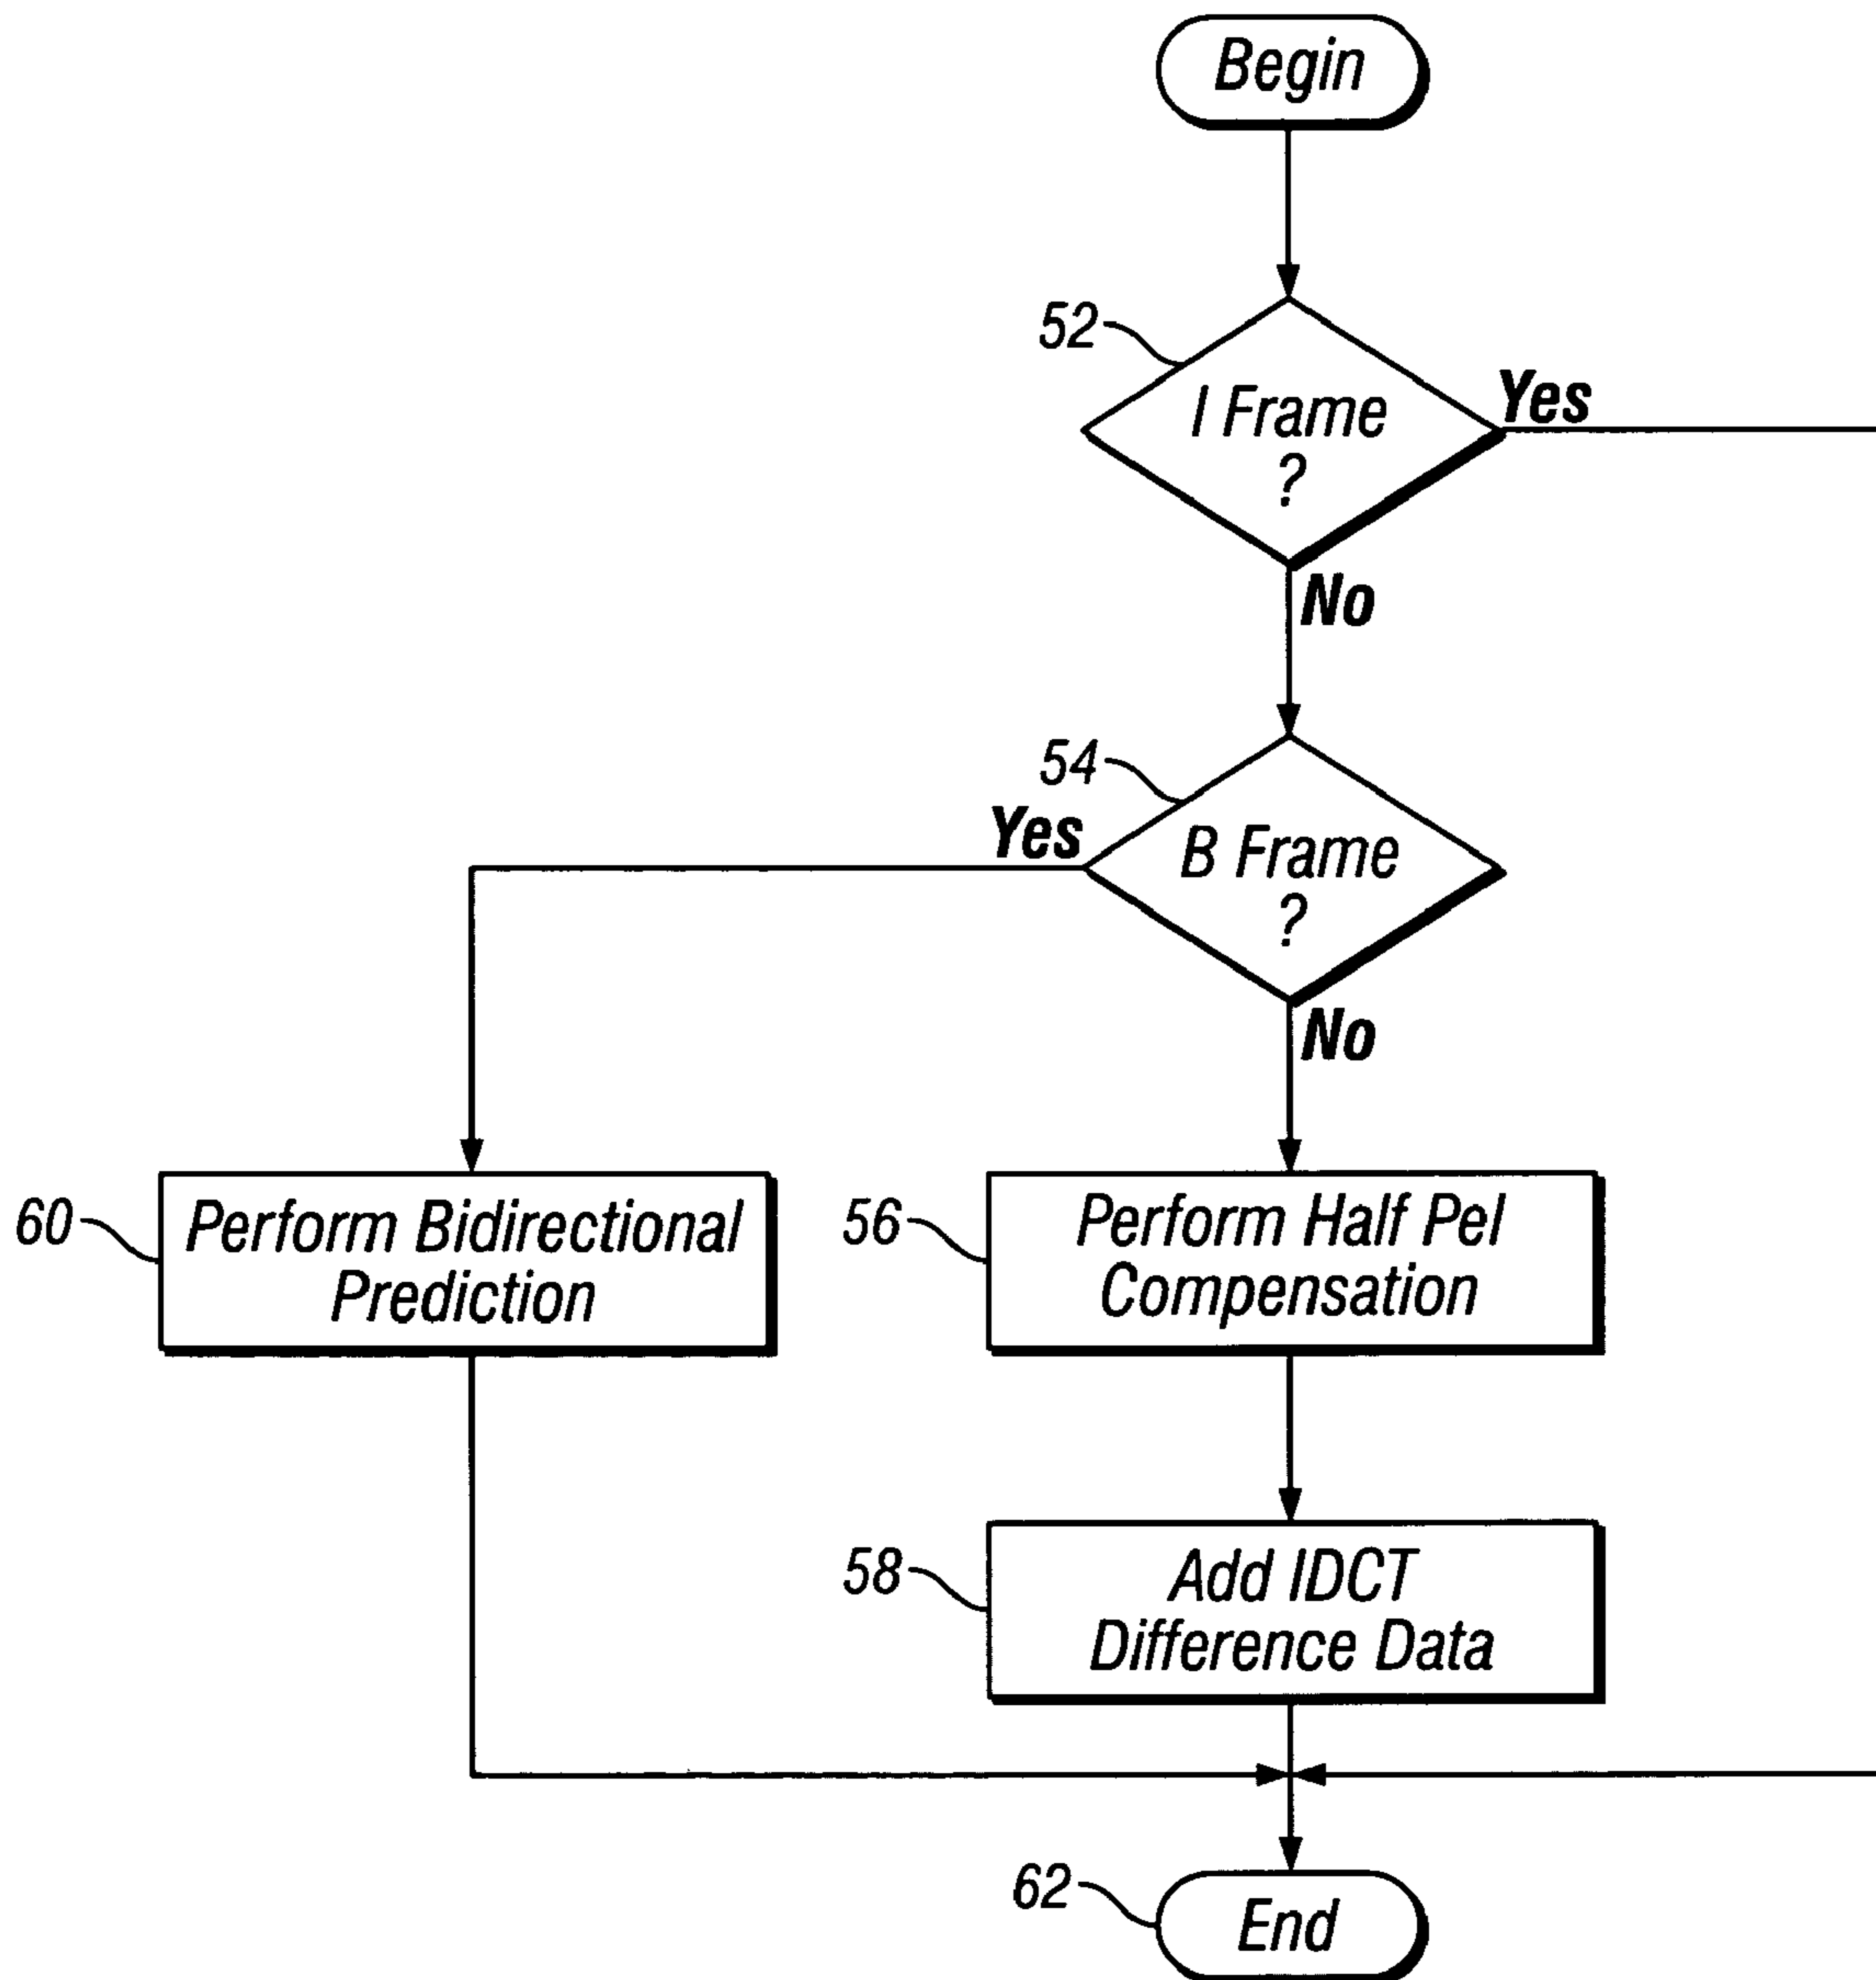 Begin
52
I Frame
?
Yes
No
54
Yes
B Frame
?
No
60
Perform Bidirectional
Prediction
56
Perform Half Pel
Compensation
58
Add IDCT
Difference Data
62
End